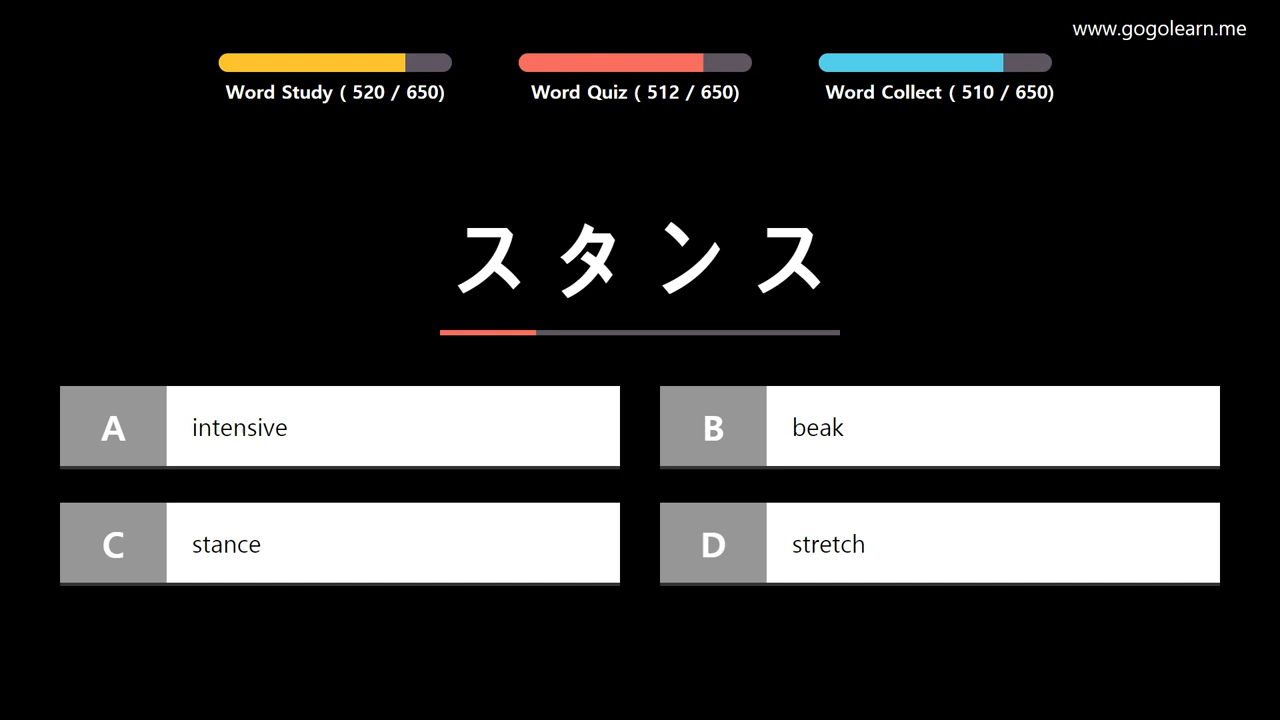 www.gogolearn.me
Word Study ( 520 / 650)
Word Quiz ( 512 / 650)
Word Collect ( 510 / 650)
スタンス
A intensive
B beak
C stance
D stretch